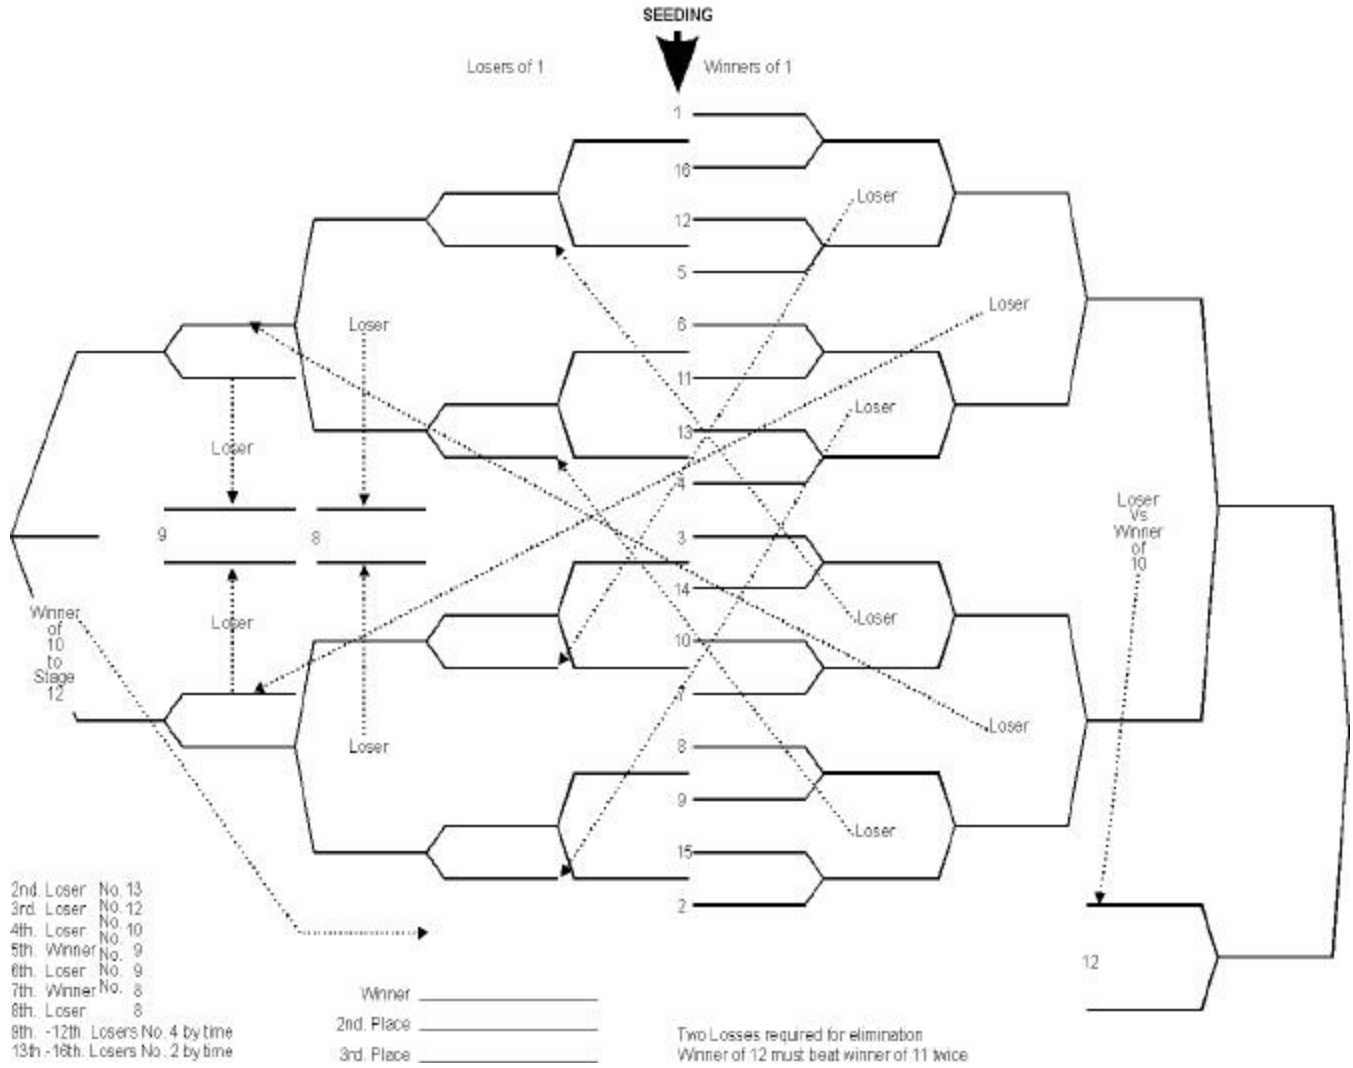 SEEDING
Losers of 1
Winners of 1
1
16
Loser
12
5
Loser
6
Loser
11
Loser
13
Loser
4
Loser
Vs
Winner
of
10
9
8
3
14
Winner
of
10
to
Stage
12
Loser
Loser
10
7
Loser
Loser
8
9
Loser
15
2
12
2nd. Loser No. 13
3rd. Loser No. 12
4th. Loser No. 10
5th. Winner No. 9
6th. Loser No. 9
7th. Winner No. 8
8th. Loser 8
9th. -12th. Losers No. 4 by time
13th.-16th. Losers No. 2 by time
Winner
2nd. Place
3rd. Place
Two Losses required for elimination
Winner of 12 must beat winner of 11 twice